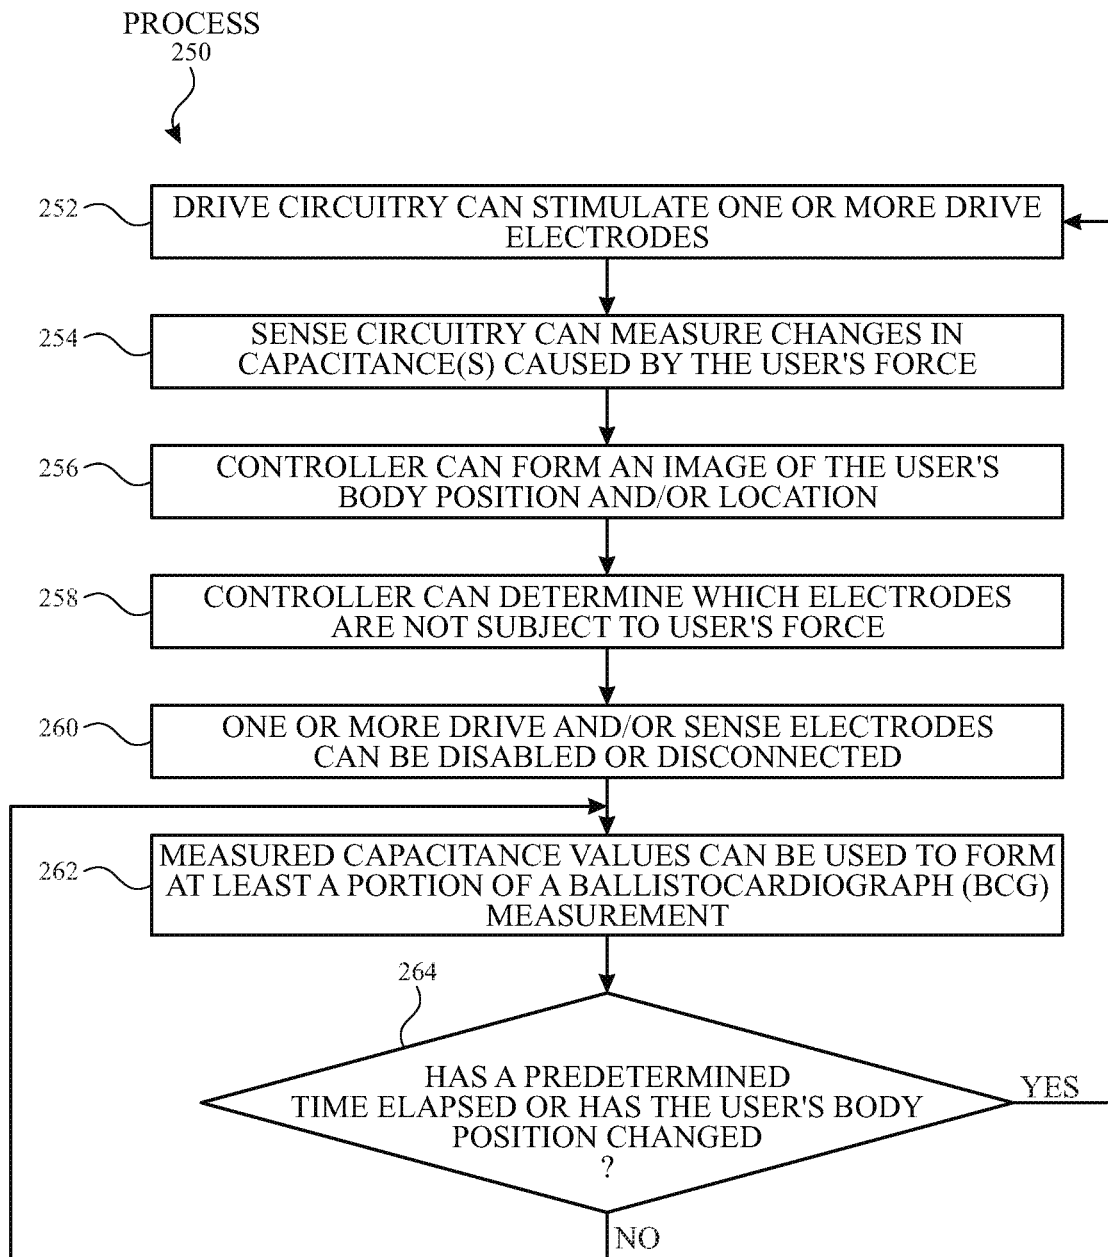 PROCESS
250
252
DRIVE CIRCUITRY CAN STIMULATE ONE OR MORE DRIVE
ELECTRODES
254
SENSE CIRCUITRY CAN MEASURE CHANGES IN
CAPACITANCE(S) CAUSED BY THE USER'S FORCE
256
CONTROLLER CAN FORM AN IMAGE OF THE USER'S
BODY POSITION AND/OR LOCATION
258
CONTROLLER CAN DETERMINE WHICH ELECTRODES
ARE NOT SUBJECT TO USER'S FORCE
260
ONE OR MORE DRIVE AND/OR SENSE ELECTRODES
CAN BE DISABLED OR DISCONNECTED
262
MEASURED CAPACITANCE VALUES CAN BE USED TO FORM
AT LEAST A PORTION OF A BALLISTOCARDIOGRAPH (BCG)
MEASUREMENT
264
HAS A PREDETERMINED
TIME ELAPSED OR HAS THE USER'S BODY
POSITION CHANGED
?
YES
NO